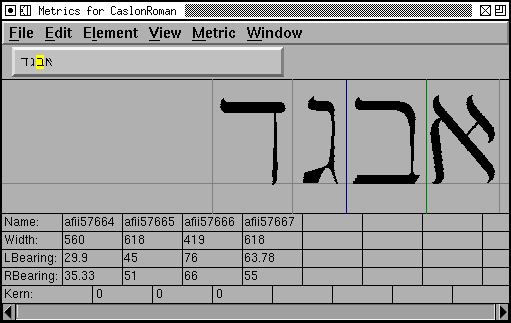 Metrics for CaslonRoman
File Edit Element View Metric Window
אבגד
אבגד
Name: afii57664 afii57665 afii57666 afii57667
Width: 560 618 419 618
LBearing: 29.9 45 76 63.78
RBearing: 35.33 51 66 55
Kern: 0 0 0